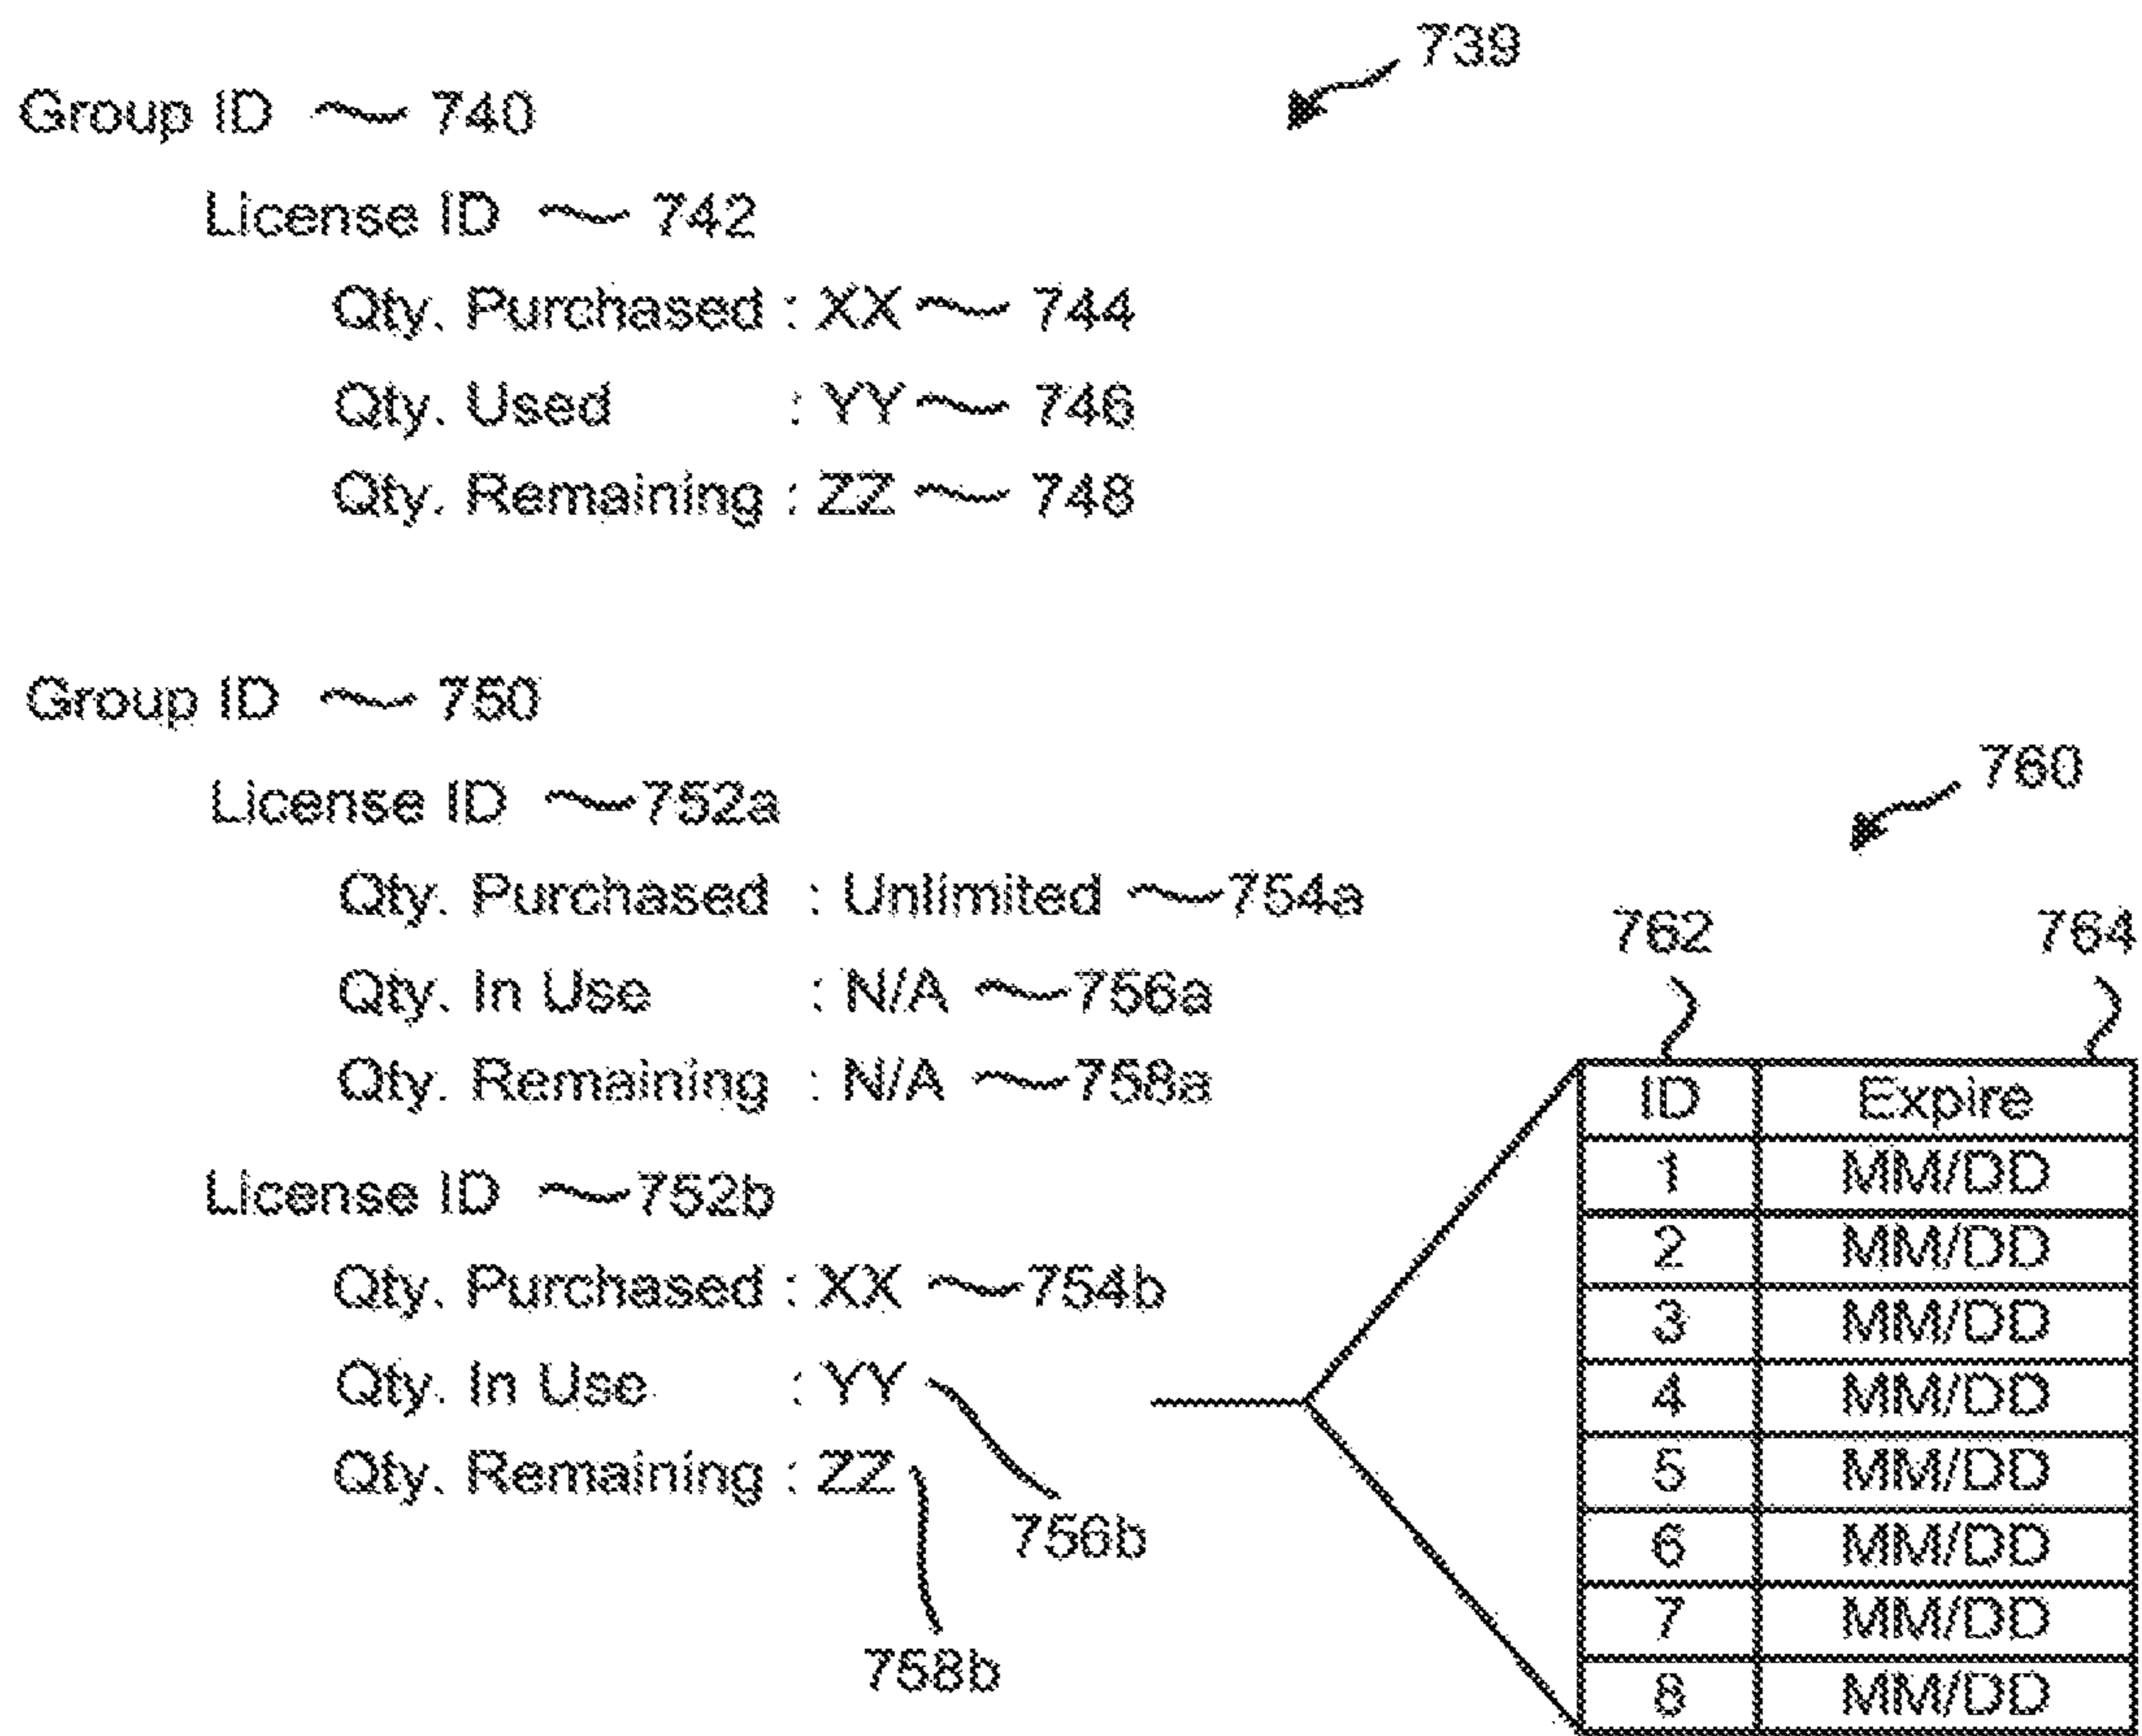 739
Group ID 740
License ID 742
Qty. Purchased : XX 744
Qty. Used : YY 746
Qty. Remaining : ZZ 748
Group ID 750
License ID 752a
Qty. Purchased : Unlimited 754a
Qty. In Use : N/A 756a
Qty. Remaining : N/A 758a
License ID 752b
Qty. Purchased : XX 754b
Qty. In Use : YY
756b
Qty. Remaining : ZZ
758b
760
762 764
ID Expire
1 MM/DD
2 MM/DD
3 MM/DD
4 MM/DD
5 MM/DD
6 MM/DD
7 MM/DD
8 MM/DD